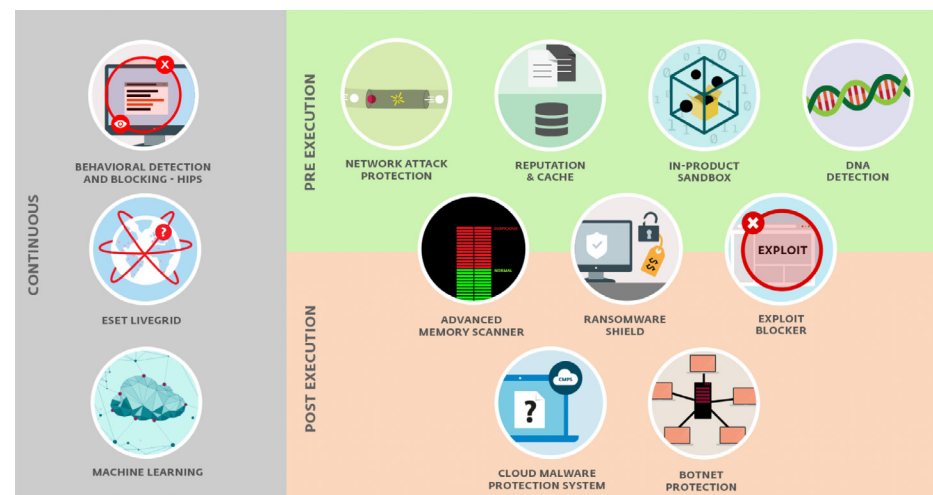 CONTINUOUS
BEHAVIORAL DETECTION
AND BLOCKING - HIPS
ESET LIVEGRID
MACHINE LEARNING
PRE EXECUTION
NETWORK ATTACK
PROTECTION
REPUTATION
& CACHE
IN-PRODUCT
SANDBOX
DNA
DETECTION
NORMAL
ADVANCED
MEMORY SCANNER
$$
RANSOMWARE
SHIELD
EXPLOIT
EXPLOIT
BLOCKER
POST EXECUTION
CMPS
?
CLOUD MALWARE
PROTECTION SYSTEM
BOTNET
PROTECTION